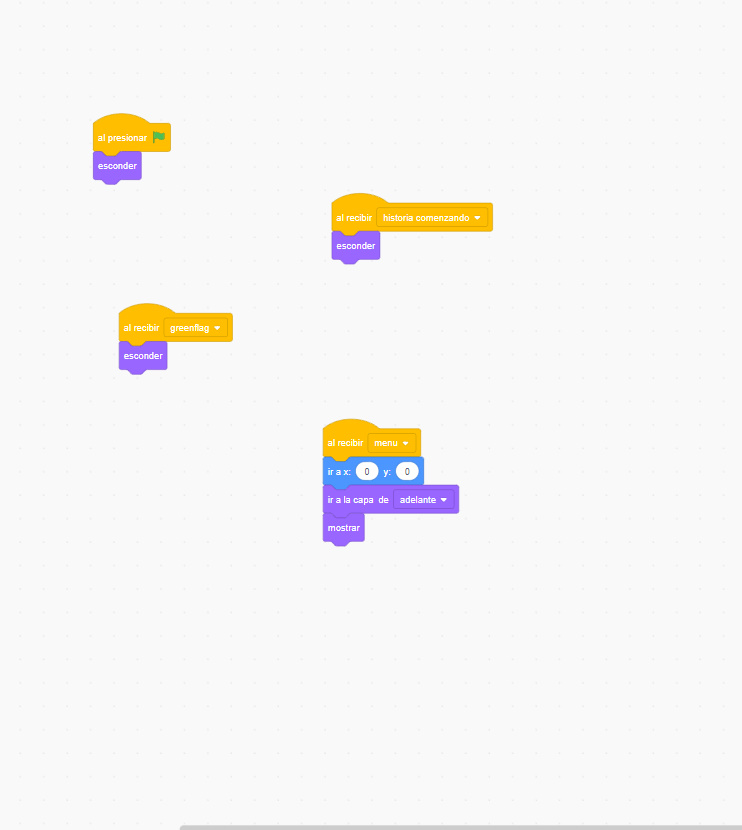 al presionar
esconder
al recibir historia comenzando
esconder
al recibir greenflag
esconder
al recibir menu
ir a x: 0 y: 0
ir a la capa de adelante
mostrar